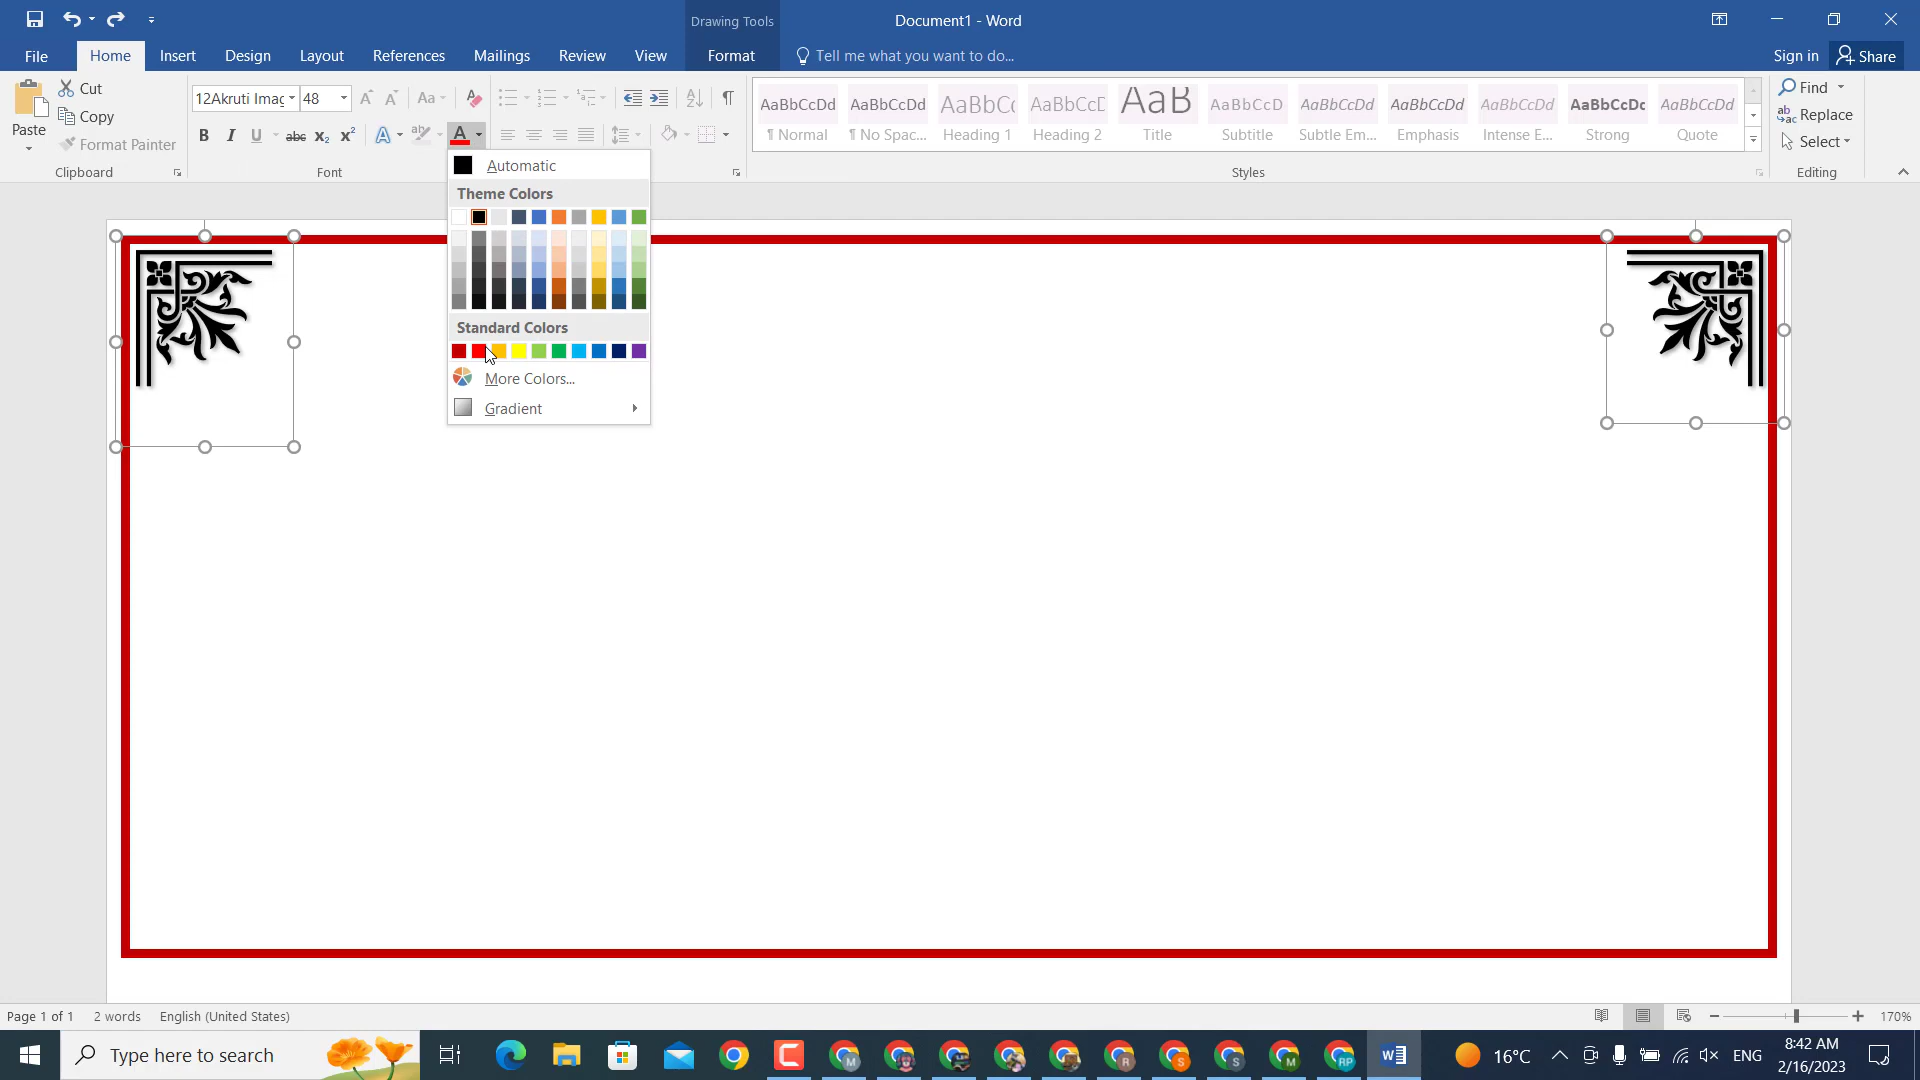 Drawing Tools
Document1 - Word
File
Home
Insert
Design
Layout
References
Mailings
Review
View
Format
Tell me what you want to do...
Sign in
Share
Paste
Cut
Copy
Format Painter
Clipboard
12Akruti Imag
48
Aa
Font
AaBbCcDd
¶ Normal
AaBbCcDd
¶ No Spac...
AaBbCc
Heading 1
AaBbCcD
Heading 2
AaB
Title
AaBbCcD
Subtitle
AaBbCcDd
Subtle Em...
AaBbCcDd
Emphasis
AaBbCcDd
Intense E...
AaBbCcDd
Strong
AaBbCcDd
Quote
Styles
Find
Replace
Select
Editing
Automatic
Theme Colors
Standard Colors
More Colors...
Gradient
Page 1 of 1
2 words
English (United States)
170%
Type here to search
16°C
ENG
8:42 AM
2/16/2023